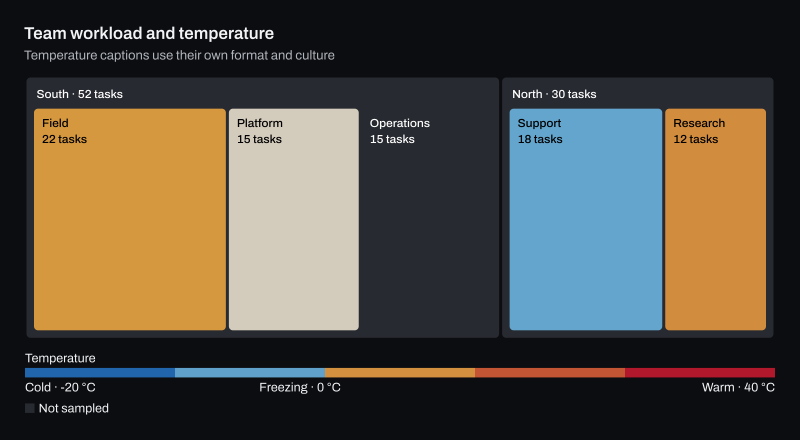 Team workload and temperature
Temperature captions use their own format and culture
South · 52 tasks
Field
22 tasks
Platform
15 tasks
Operations
15 tasks
North · 30 tasks
Support
18 tasks
Research
12 tasks
Temperature
Cold · -20 °C
Freezing · 0 °C
Warm · 40 °C
Not sampled